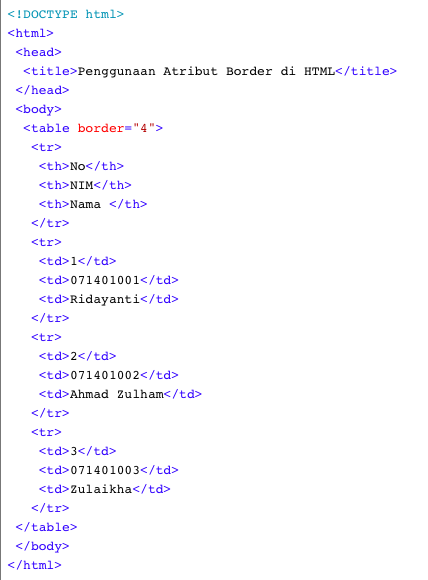 <!DOCTYPE html>
<html>
 <head>
  <title>Penggunaan Atribut Border di HTML</title>
 </head>
 <body>
  <table border="4">
   <tr>
    <th>No</th>
    <th>NIM</th>
    <th>Nama </th>
   </tr>
   <tr>
    <td>1</td>
    <td>071401001</td>
    <td>Ridayanti</td>
   </tr>
   <tr>
    <td>2</td>
    <td>071401002</td>
    <td>Ahmad Zulham</td>
   </tr>
   <tr>
    <td>3</td>
    <td>071401003</td>
    <td>Zulaikha</td>
   </tr>
 </table>
 </body>
</html>